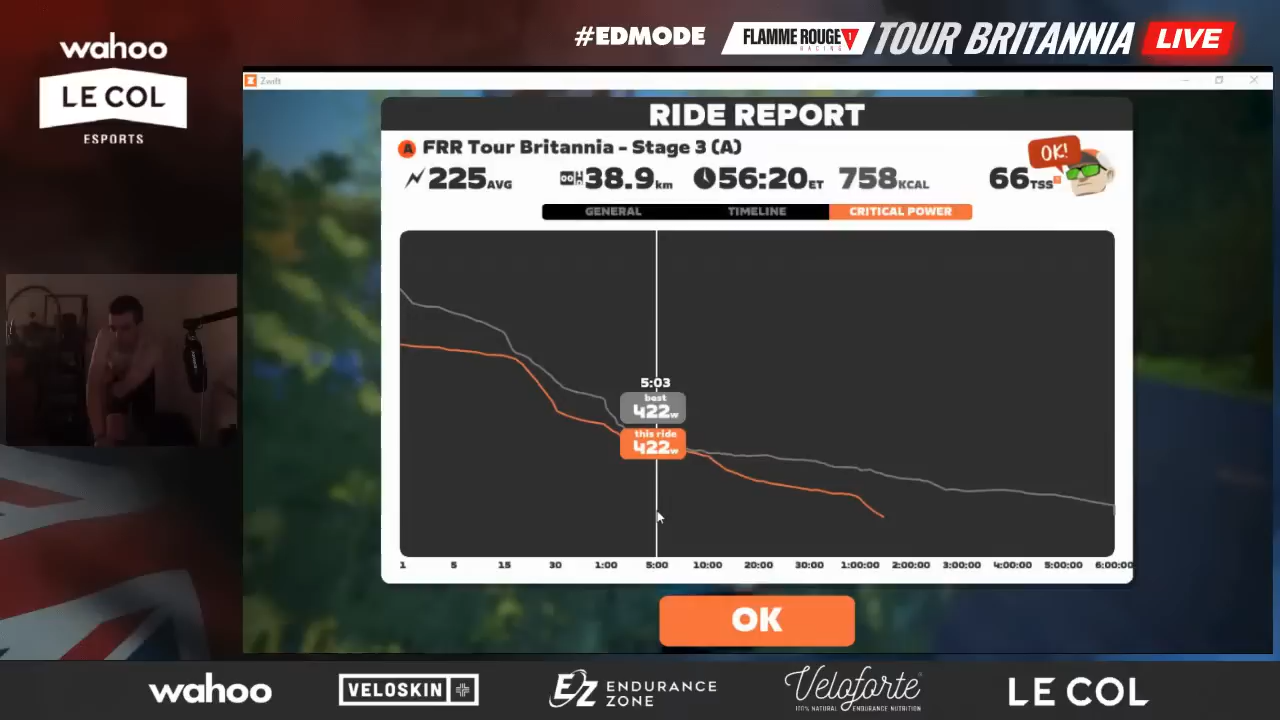 wahoo
LE COL
ESPORTS
#EDMODE
FLAMME ROUGE
RACING
TOUR BRITANNIA
LIVE
Zwift
RIDE REPORT
A FRR Tour Britannia - Stage 3 (A)
225AVG 38.9km 56:20ET 758KCAL 66TSS
OK!
GENERAL TIMELINE CRITICAL POWER
5:03
best
422w
this ride
422w
1 5 15 30 1:00 5:00 10:00 20:00 30:00 1:00:00 2:00:00 3:00:00 4:00:00 5:00:00 6:00:00
OK
wahoo
VELOSKIN
EZ ENDURANCE
ZONE
Veloforte
100% NATURAL ENDURANCE NUTRITION
LE COL